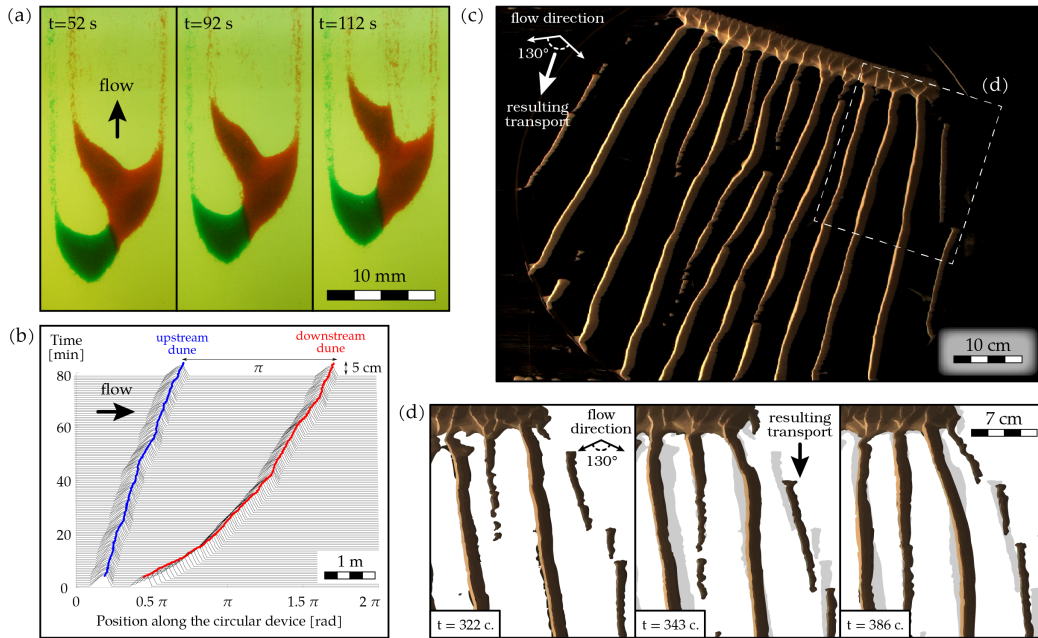 (a)
t=52 s
t=92 s
t=112 s
flow
10 mm
(b)
Time
[min]
upstream
dune
downstream
dune
π
5 cm
flow
80
60
40
20
0
1 m
0
0.5 π
π
1.5 π
2 π
Position along the circular device [rad]
(c)
flow direction
130°
resulting
transport
(d)
10 cm
(d)
flow
direction
130°
resulting
transport
7 cm
t = 322 c.
t = 343 c.
t = 386 c.